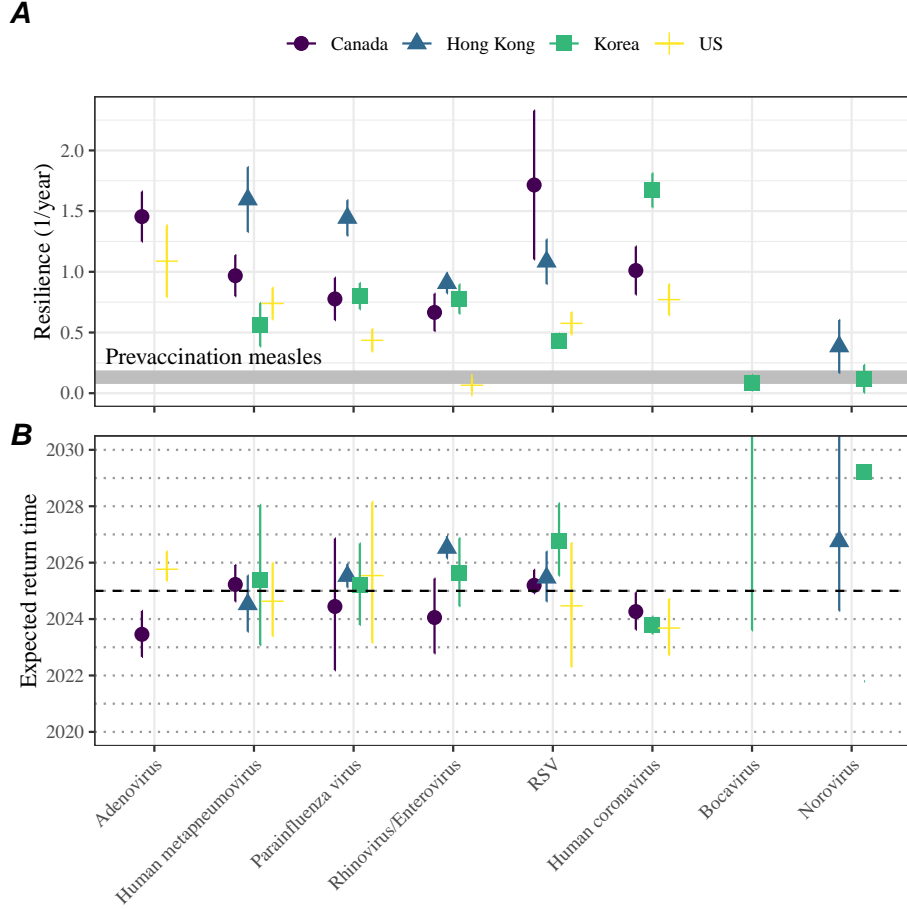 A
Canada Hong Kong Korea US
Resilience (1/year)
2.0
1.5
1.0
0.5
0.0
Prevaccination measles
B
Expected return time
2030
2028
2026
2024
2022
2020
Adenovirus
Human metapneumovirus
Parainfluenza virus
Rhinovirus/Enterovirus
RSV
Human coronavirus
Bocavirus
Norovirus